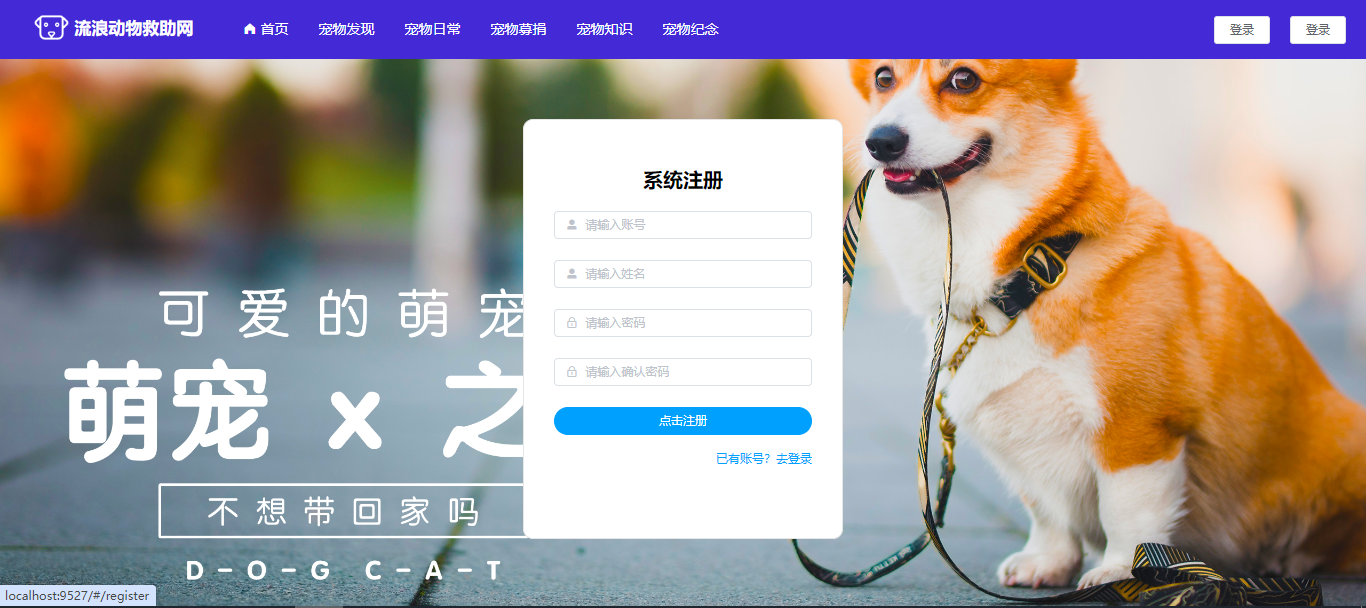 流浪动物救助网 首页 宠物发现 宠物日常 宠物募捐 宠物知识 宠物纪念 登录 登录
系统注册
请输入账号
请输入姓名
请输入密码
请输入确认密码
点击注册
已有账号？去登录
可爱的萌宠
萌宠 x 之
不想带回家吗
D-O-G C-A-T
localhost:9527/#/register